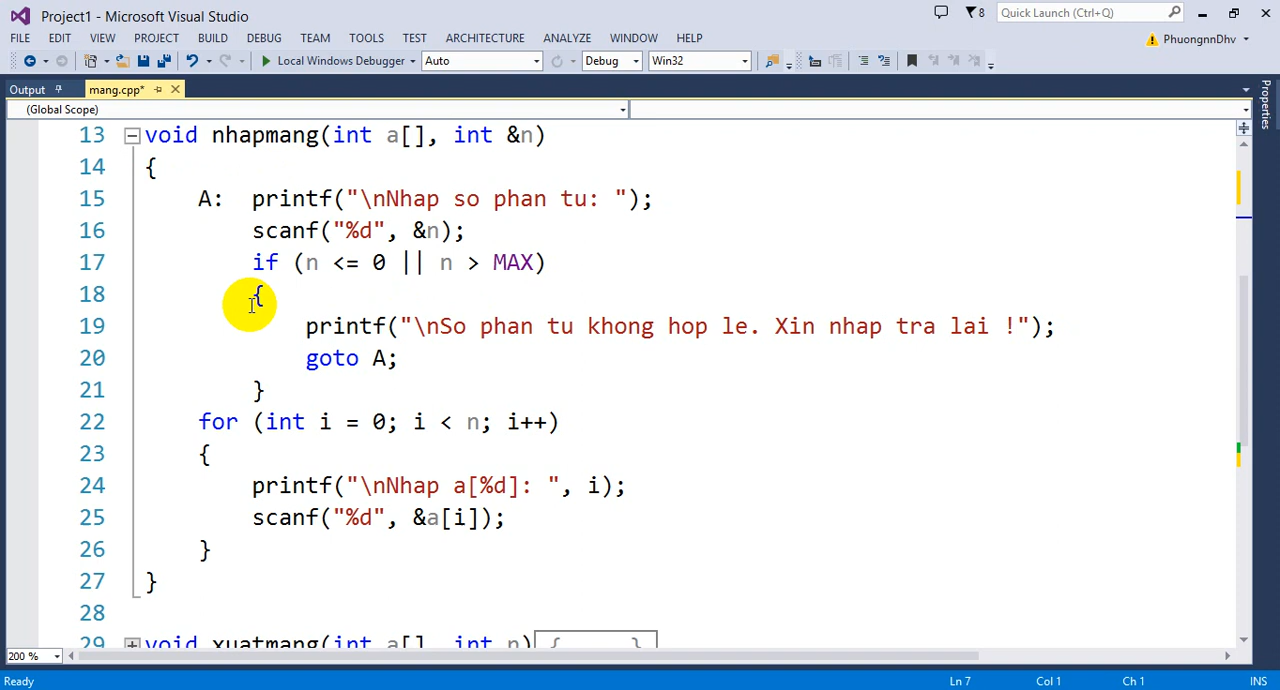 Project1 - Microsoft Visual Studio
8
Quick Launch (Ctrl+Q)
FILE EDIT VIEW PROJECT BUILD DEBUG TEAM TOOLS TEST ARCHITECTURE ANALYZE WINDOW HELP
PhuongnnDhv
Local Windows Debugger Auto Debug Win32
Output mang.cpp*
(Global Scope)
Properties
13 void nhapmang(int a[], int &n)
14 {
15 A: printf("\nNhap so phan tu: ");
16 scanf("%d", &n);
17 if (n <= 0 || n > MAX)
18 {
19 printf("\nSo phan tu khong hop le. Xin nhap tra lai !");
20 goto A;
21 }
22 for (int i = 0; i < n; i++)
23 {
24 printf("\nNhap a[%d]: ", i);
25 scanf("%d", &a[i]);
26 }
27 }
28
29 void xuatmang(int a[], int n){ ... }
200 %
Ready Ln 7 Col 1 Ch 1 INS